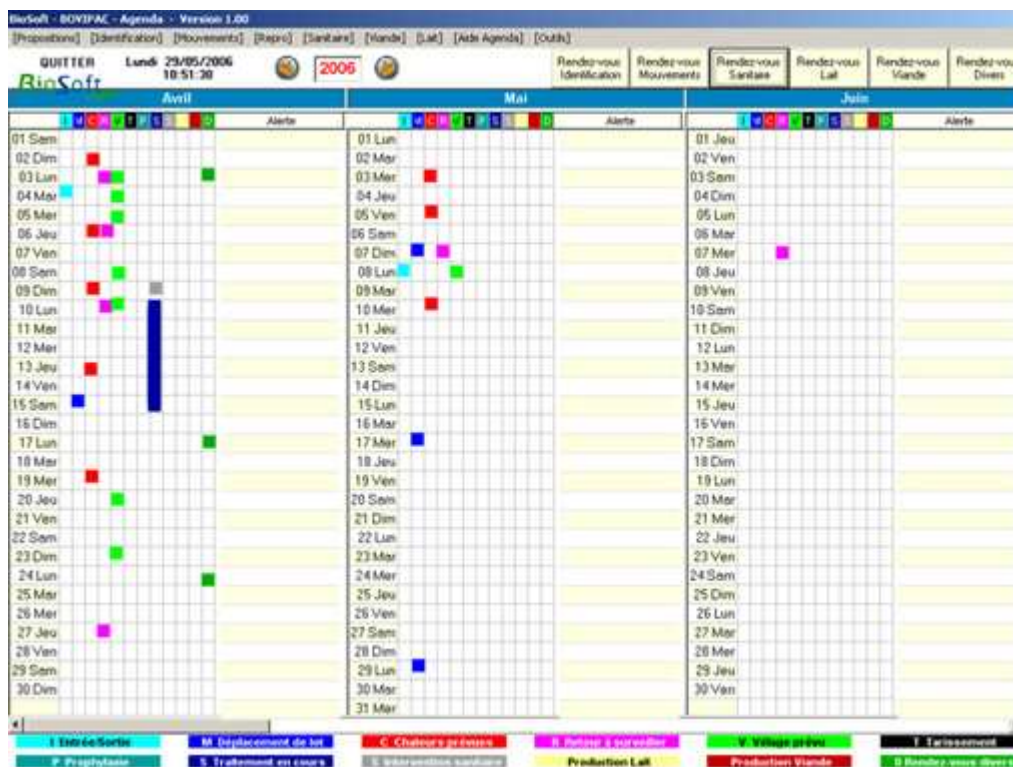 BioSoft - BOVIPAC - Agenda - Version 1.00
[Propositions] [Identification] [Mouvements] [Repro] [Sanitaire] [Viande] [Lait] [Aide Agenda] [Outils]
QUITTER
BioSoft
Lundi 29/05/2006
10:51:30
2006
Rendez-vous Identification
Rendez-vous Mouvements
Rendez-vous Sanitaire
Rendez-vous Lait
Rendez-vous Viande
Rendez-vou Divers
Avril
I M C R V T P S S D Alerte
01 Sam
02 Dim
03 Lun
04 Mar
05 Mer
06 Jeu
07 Ven
08 Sam
09 Dim
10 Lun
11 Mar
12 Mer
13 Jeu
14 Ven
15 Sam
16 Dim
17 Lun
18 Mar
19 Mer
20 Jeu
21 Ven
22 Sam
23 Dim
24 Lun
25 Mar
26 Mer
27 Jeu
28 Ven
29 Sam
30 Dim
Mai
I M C R V T P S S D Alerte
01 Lun
02 Mar
03 Mer
04 Jeu
05 Ven
06 Sam
07 Dim
08 Lun
09 Mar
10 Mer
11 Jeu
12 Ven
13 Sam
14 Dim
15 Lun
16 Mar
17 Mer
18 Jeu
19 Ven
20 Sam
21 Dim
22 Lun
23 Mar
24 Mer
25 Jeu
26 Ven
27 Sam
28 Dim
29 Lun
30 Mar
31 Mer
Juin
I M C R V T P S S D Alerte
01 Jeu
02 Ven
03 Sam
04 Dim
05 Lun
06 Mar
07 Mer
08 Jeu
09 Ven
10 Sam
11 Dim
12 Lun
13 Mar
14 Mer
15 Jeu
16 Ven
17 Sam
18 Dim
19 Lun
20 Mar
21 Mer
22 Jeu
23 Ven
24 Sam
25 Dim
26 Lun
27 Mar
28 Mer
29 Jeu
30 Ven
I Entrée/Sortie M Déplacement de lot C Chaleurs prévues R Retour à surveiller V Vêlage prévu T Tarissement
P Prophylaxie S Traitement en cours S Intervention sanitaire Production Lait Production Viande D Rendez-vous divers